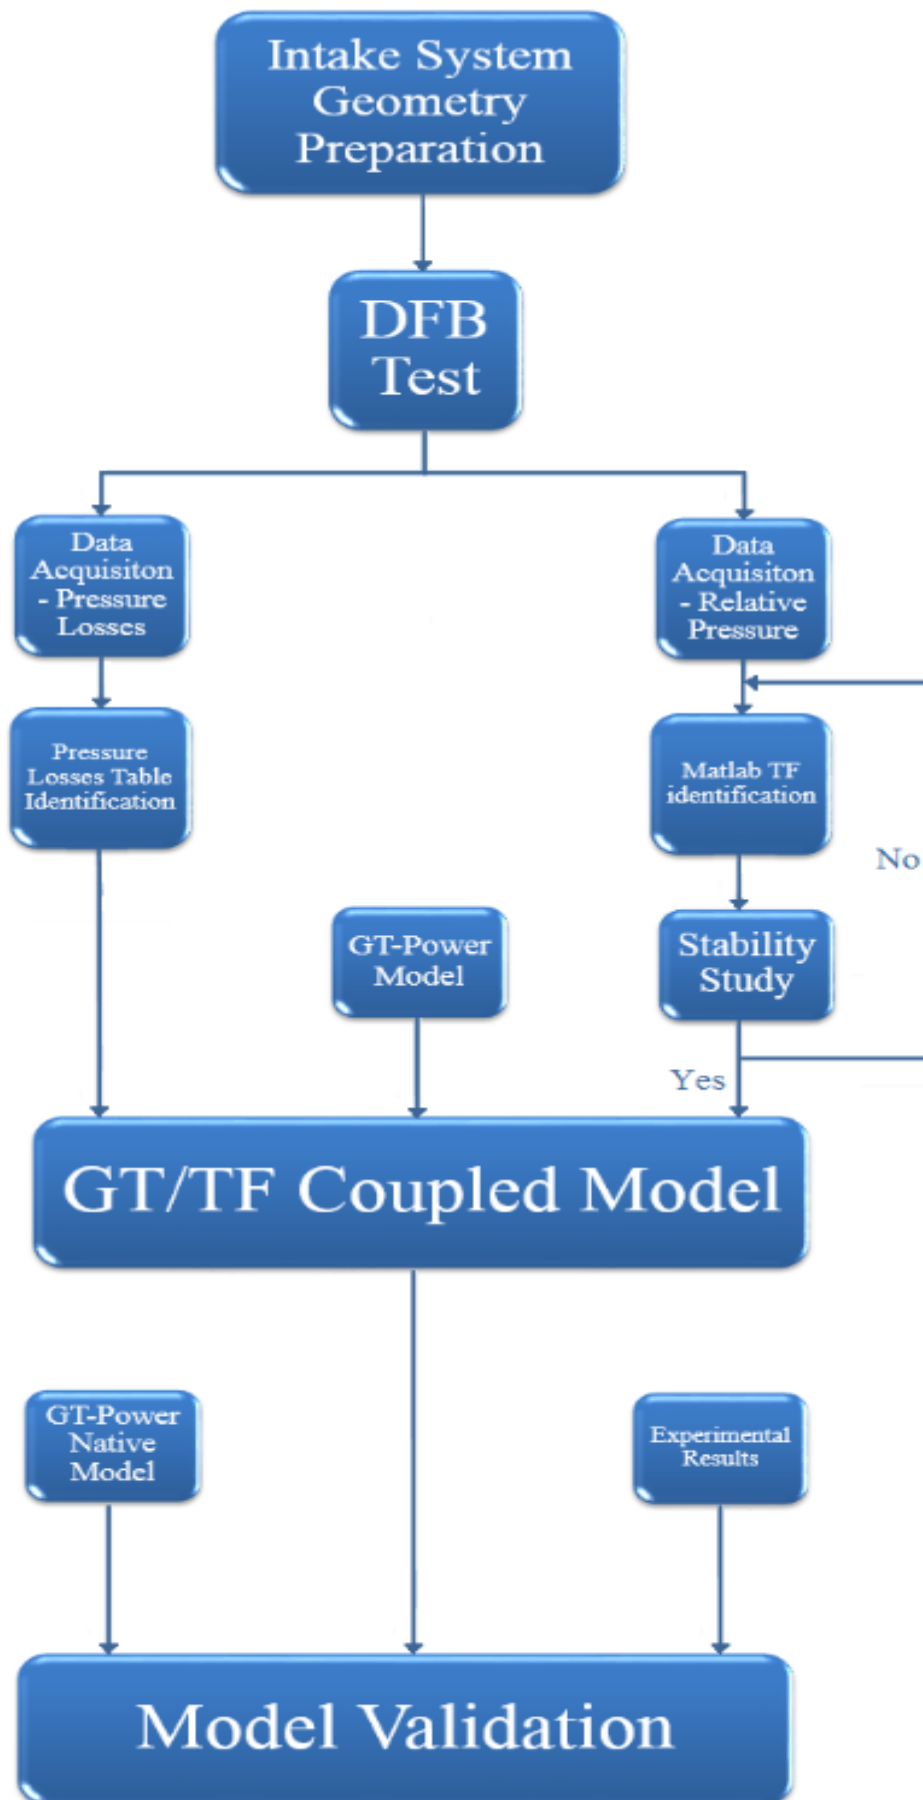 Intake System
Geometry
Preparation
DFB
Test
Data
Acquisiton
- Pressure
Losses
Data
Acquisiton
- Relative
Pressure
Pressure
Losses Table
Identification
Matlab TF
identification
No
GT-Power
Model
Stability
Study
Yes
GT/TF Coupled Model
GT-Power
Native
Model
Experimental
Results
Model Validation